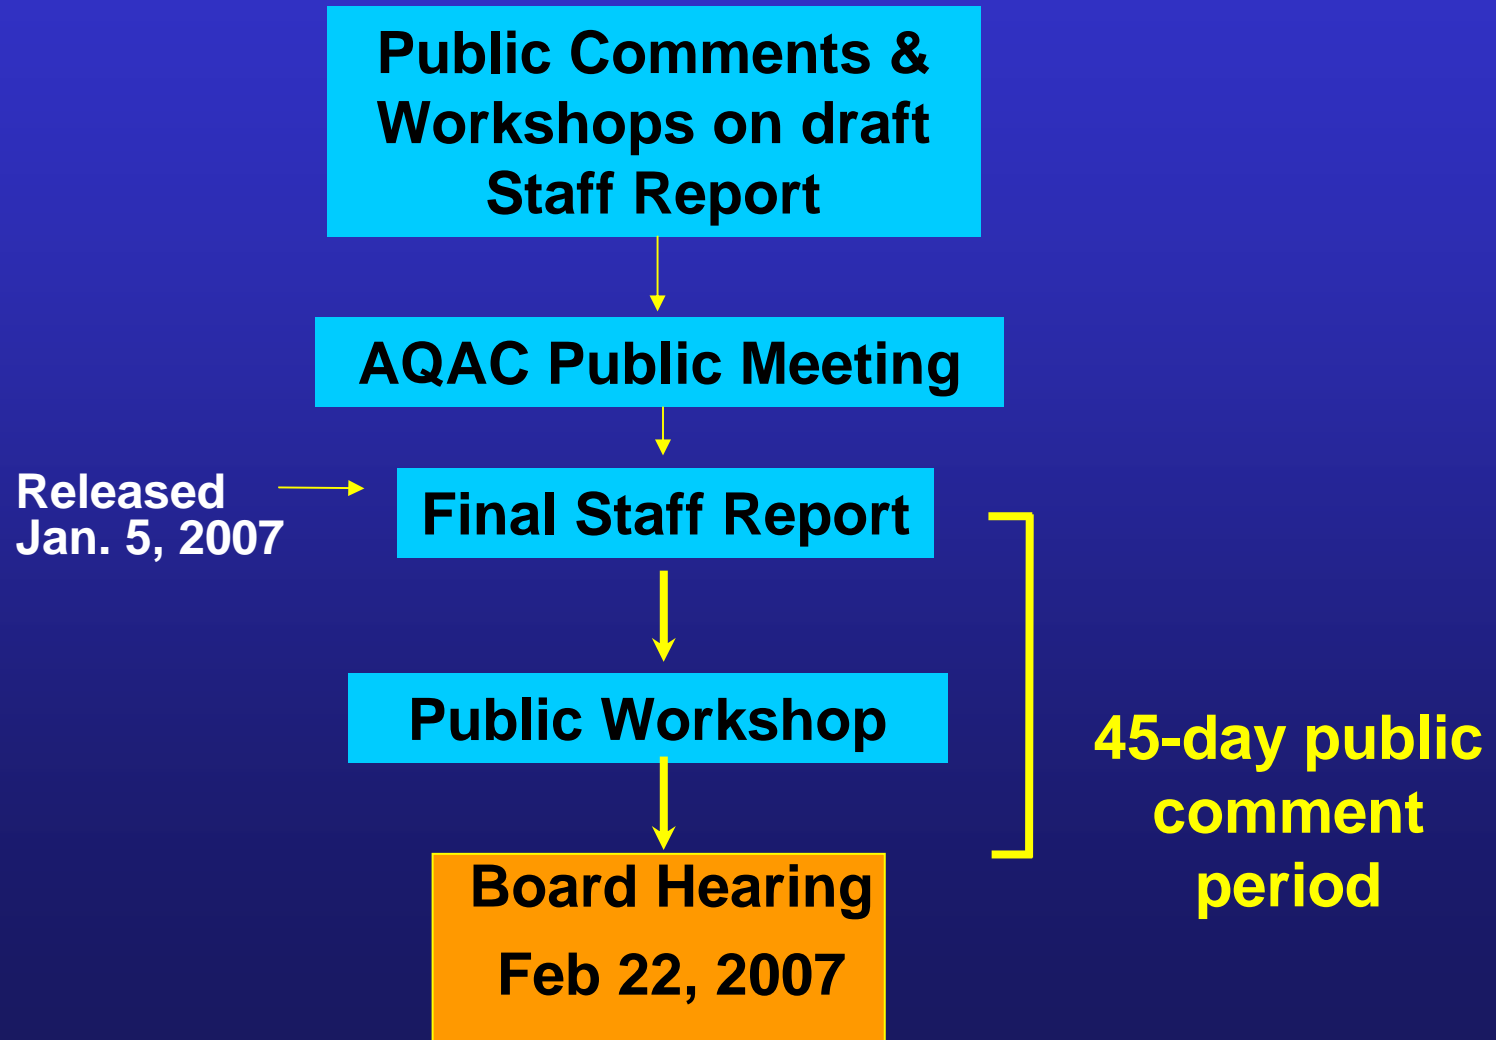 Public Comments &
Workshops on draft
Staff Report
AQAC Public Meeting
Released
Jan. 5, 2007
Final Staff Report
Public Workshop
45-day public
comment
period
Board Hearing
Feb 22, 2007